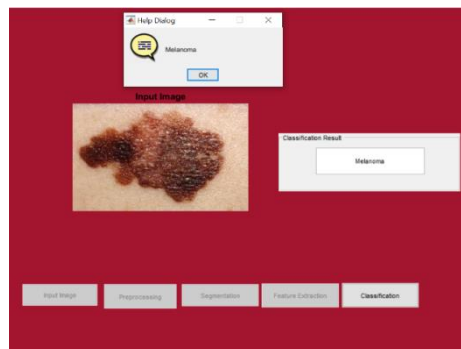 Help Dialog
Melanoma
OK
Input Image
Classification Result
Melanoma
Input Image
Preprocessing
Segmentation
Feature Extraction
Classification